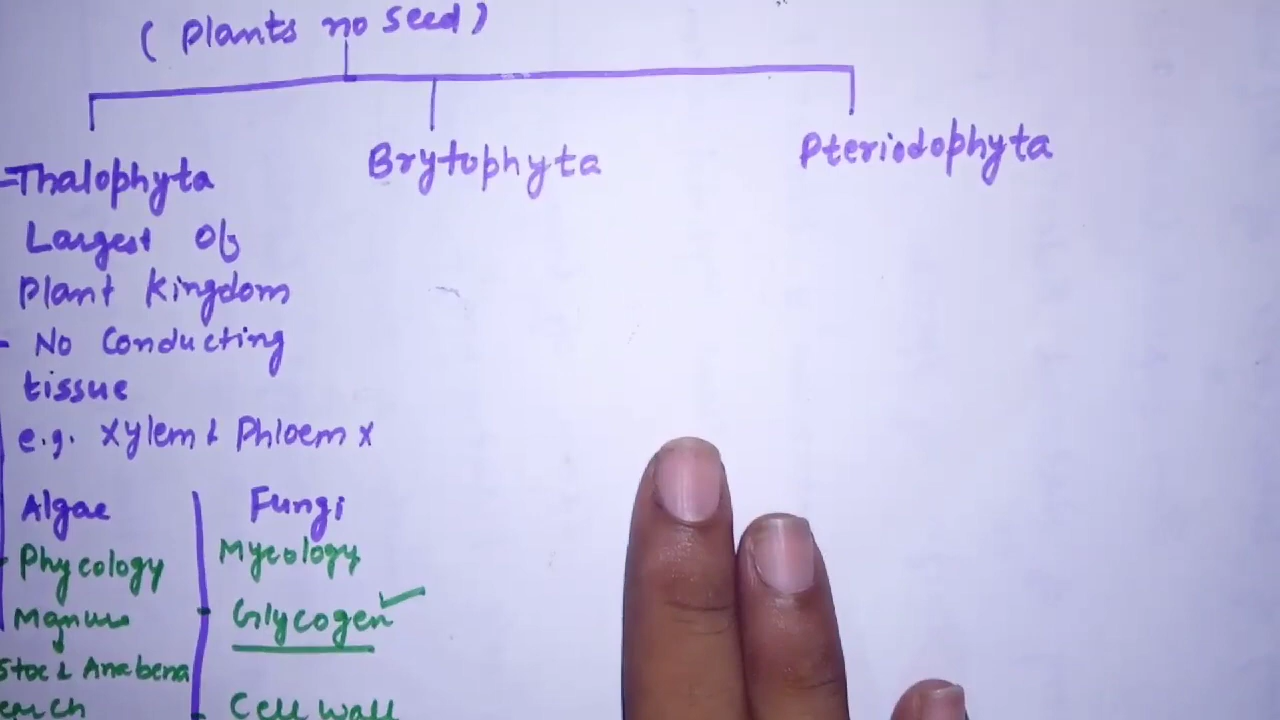 ( Plants no seed)
Thalophyta
Brytophyta
Pteriodophyta
Largest Of
Plant Kingdom
- No Conducting
tissue
e.g. Xylem & Phloem x
Algae
Fungi
Phycology
Mycology
Glycogen ✓
& Anabena
Cell wall